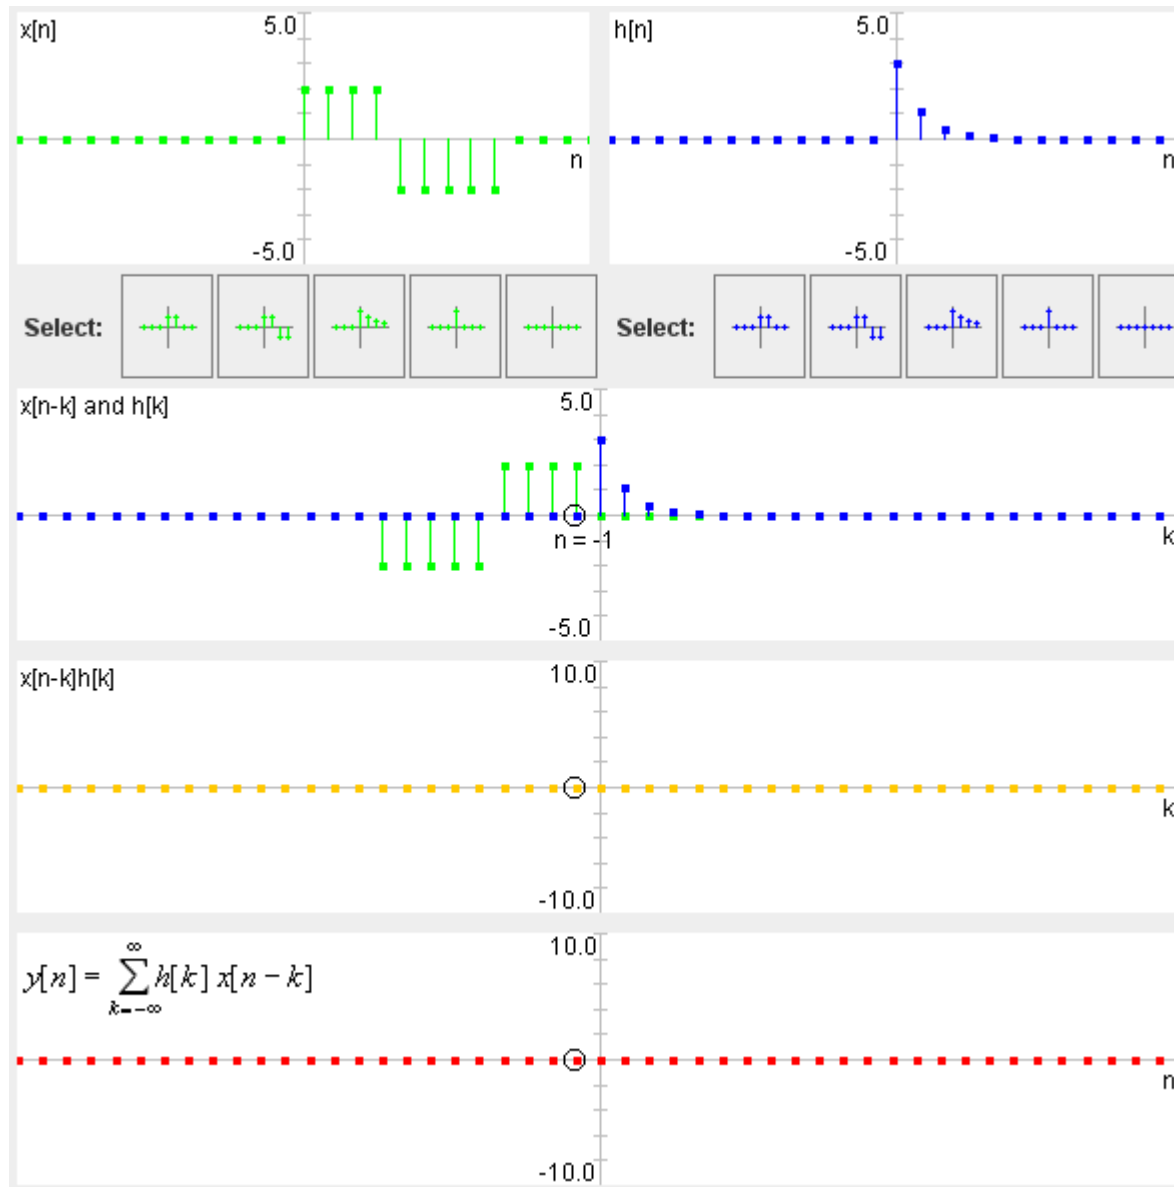 x[n]
5.0
n
-5.0
h[n]
5.0
n
-5.0
Select:
Select:
x[n-k] and h[k]
5.0
n = -1
k
-5.0
x[n-k]h[k]
10.0
k
-10.0
10.0
y[n] = ∞∑k=-∞ h[k] x[n − k]
n
-10.0